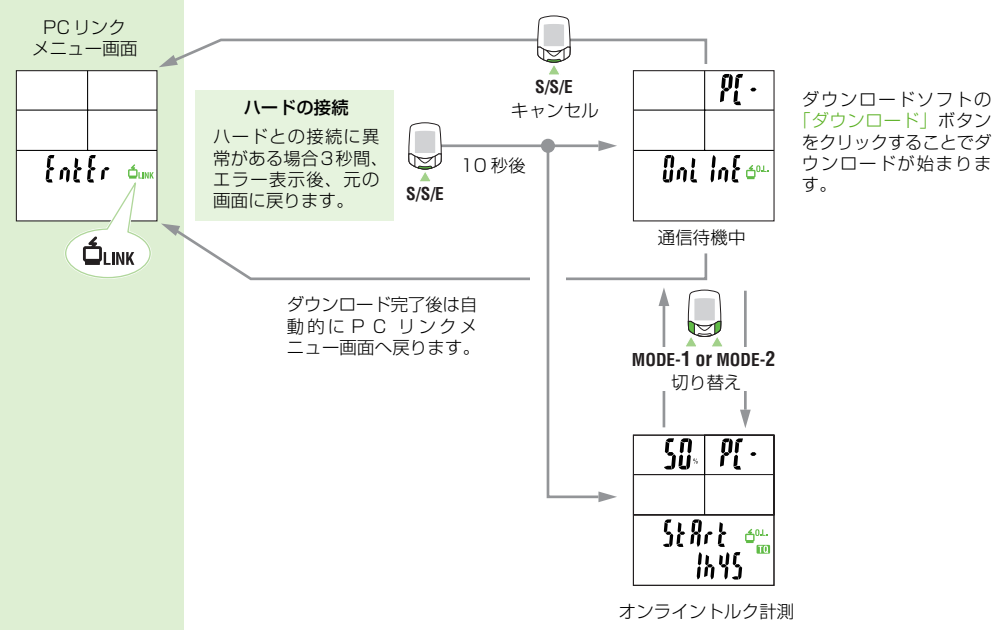 PCリンク
メニュー画面
EntEr
LINK
LINK
ハードの接続
ハードとの接続に異
常がある場合3秒間、
エラー表示後、元の
画面に戻ります。
S/S/E
10秒後
S/S/E
キャンセル
PC-
OnLInE
O.L.
通信待機中
ダウンロードソフトの
「ダウンロード」ボタン
をクリックすることでダ
ウンロードが始まりま
す。
ダウンロード完了後は自
動的にPCリンクメ
ニュー画面へ戻ります。
MODE-1 or MODE-2
切り替え
50%
PC-
StARt
O.L.
TQ
1h45
オンライントルク計測